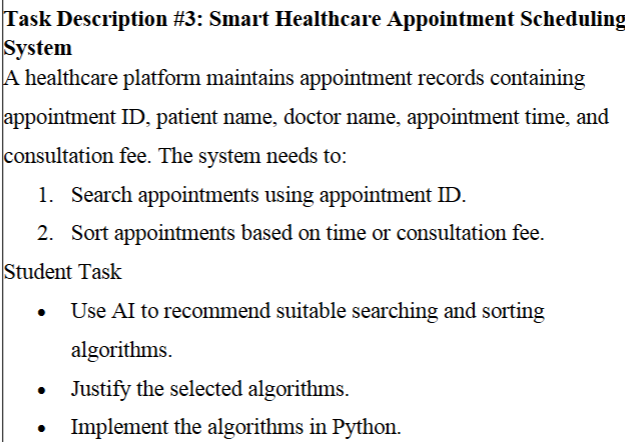 Task Description #3: Smart Healthcare Appointment Scheduling
System
A healthcare platform maintains appointment records containing
appointment ID, patient name, doctor name, appointment time, and
consultation fee. The system needs to:
1. Search appointments using appointment ID.
2. Sort appointments based on time or consultation fee.
Student Task
• Use AI to recommend suitable searching and sorting
algorithms.
• Justify the selected algorithms.
• Implement the algorithms in Python.